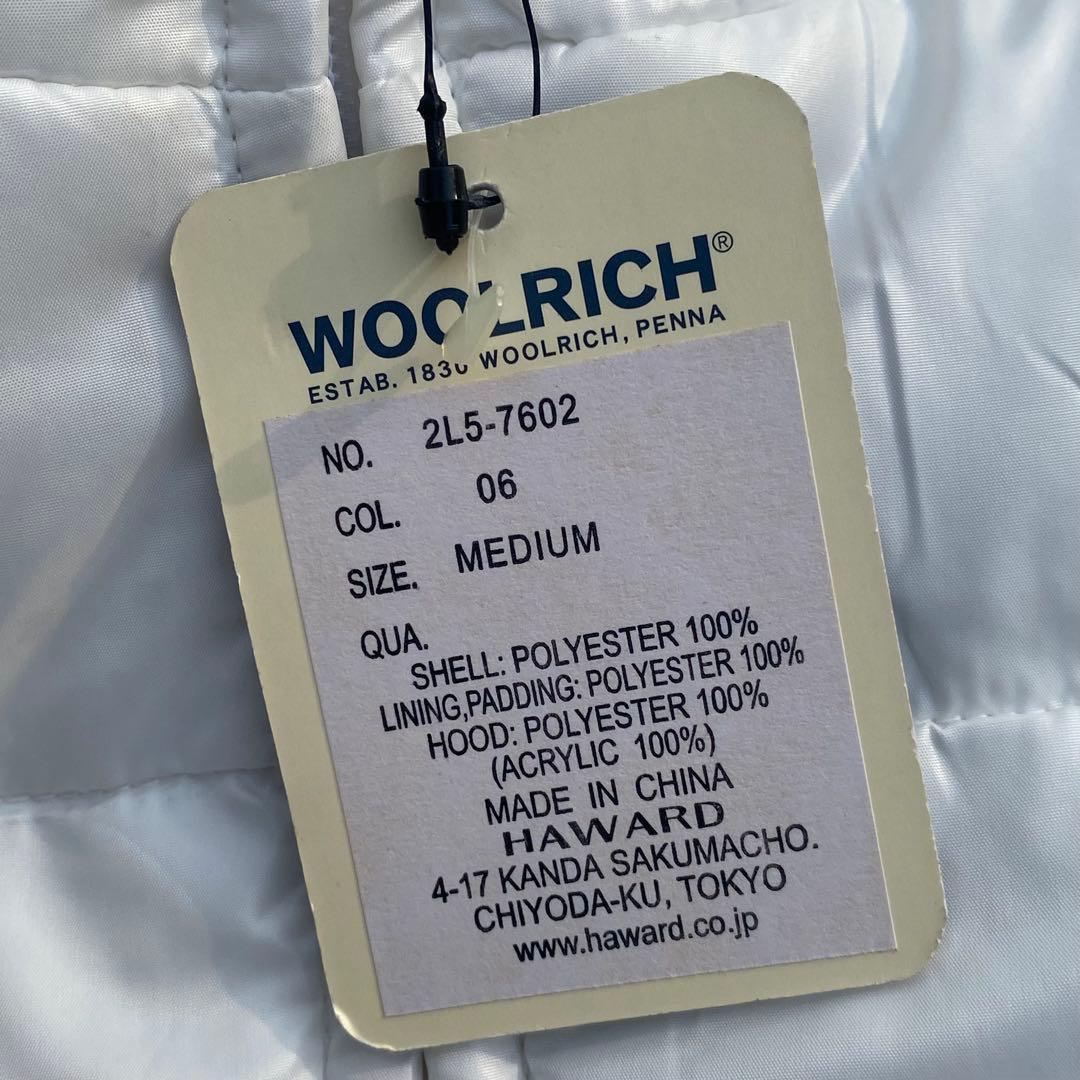 WOOLRICH®
ESTAB. 1830 WOOLRICH, PENNA
NO. 2L5-7602
COL. 06
SIZE. MEDIUM
QUA.
SHELL: POLYESTER 100%
LINING,PADDING: POLYESTER 100%
HOOD: POLYESTER 100%
(ACRYLIC 100%)
MADE IN CHINA
HAWARD
4-17 KANDA SAKUMACHO.
CHIYODA-KU, TOKYO
www.haward.co.jp